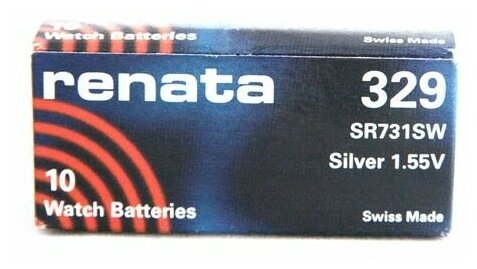 Watch Batteries
Swiss Made
renata
329
SR731SW
Silver 1.55V
10
Watch Batteries
Swiss Made